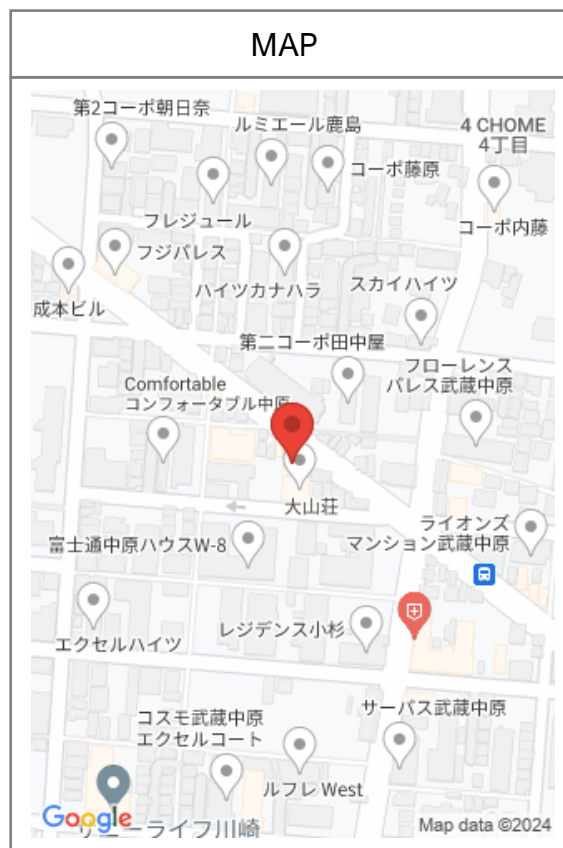 MAP
第2コーポ朝日奈
ルミエール鹿島
4 CHOME
4丁目
コーポ藤原
フレジュール
コーポ内藤
フジパレス
ハイツカナハラ
スカイハイツ
成本ビル
第二コーポ田中屋
フローレンス
パレス武蔵中原
Comfortable
コンフォータブル中原
大山荘
ライオンズ
マンション武蔵中原
富士通中原ハウスW-8
レジデンス小杉
エクセルハイツ
サーパス武蔵中原
コスモ武蔵中原
エクセルコート
ルフレ West
Google
ーライフ川崎
Map data ©2024